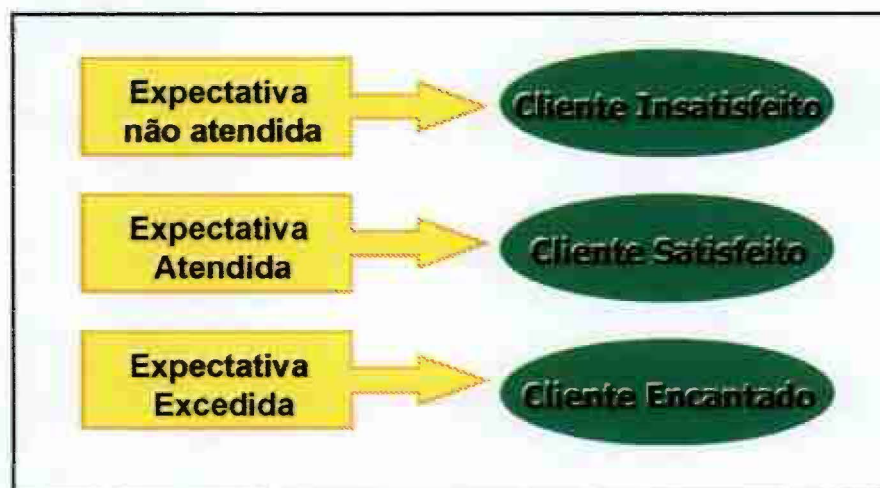 Expectativa
não atendida
Cliente Insatisfeito
Expectativa
Atendida
Cliente Satisfeito
Expectativa
Excedida
Cliente Encantado